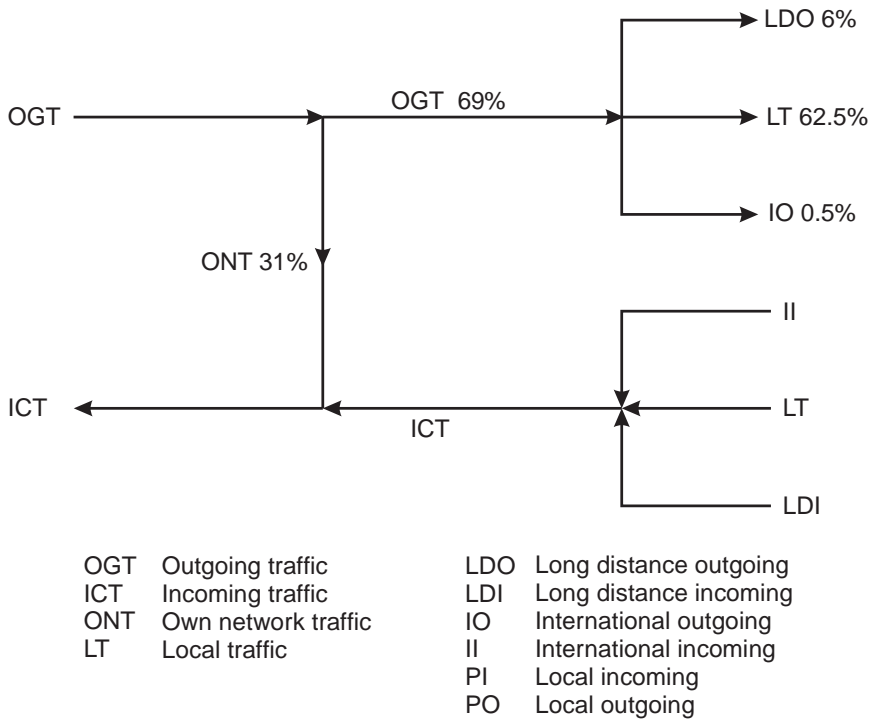 LDO 6%
OGT
OGT 69%
LT 62.5%
IO 0.5%
ONT 31%
II
ICT
ICT
LT
LDI
OGT Outgoing traffic
ICT Incoming traffic
ONT Own network traffic
LT Local traffic
LDO Long distance outgoing
LDI Long distance incoming
IO International outgoing
II International incoming
PI Local incoming
PO Local outgoing